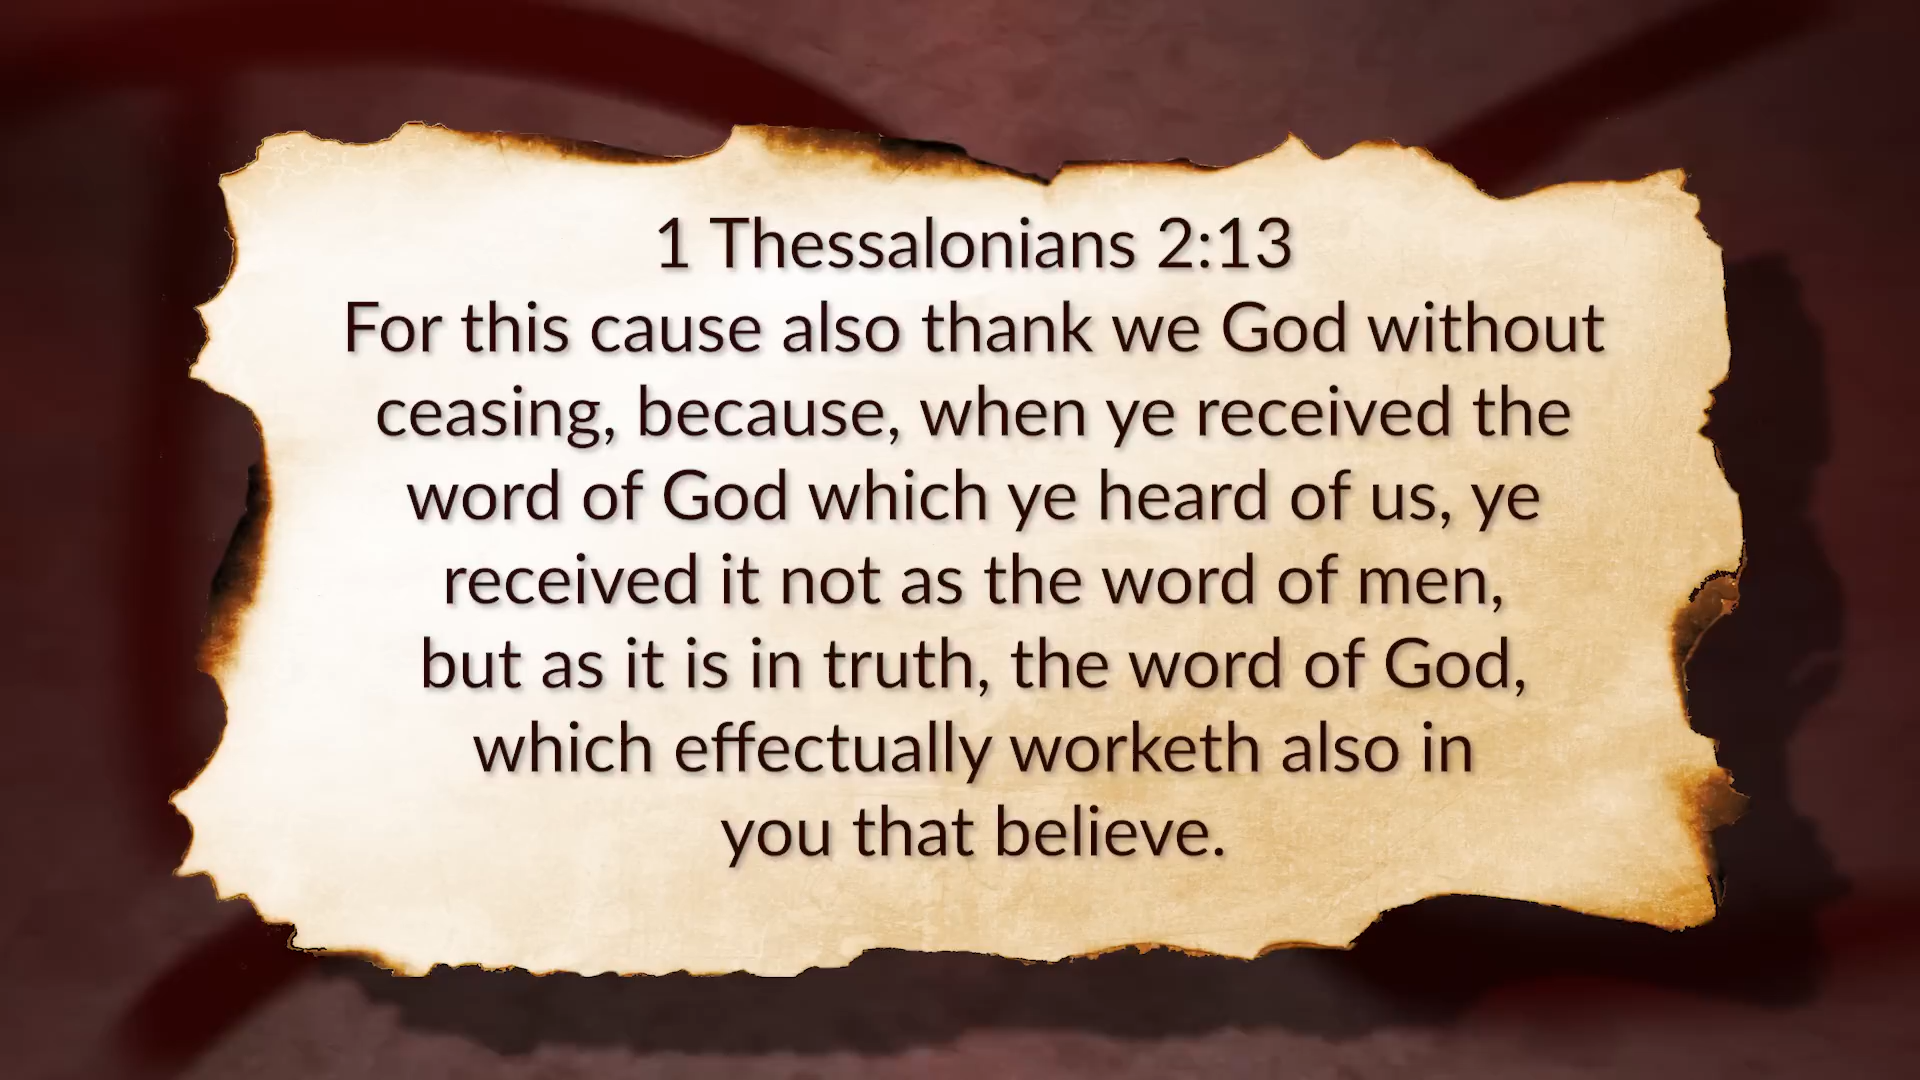 1 Thessalonians 2:13
For this cause also thank we God without
ceasing, because, when ye received the
word of God which ye heard of us, ye
received it not as the word of men,
but as it is in truth, the word of God,
which effectually worketh also in
you that believe.